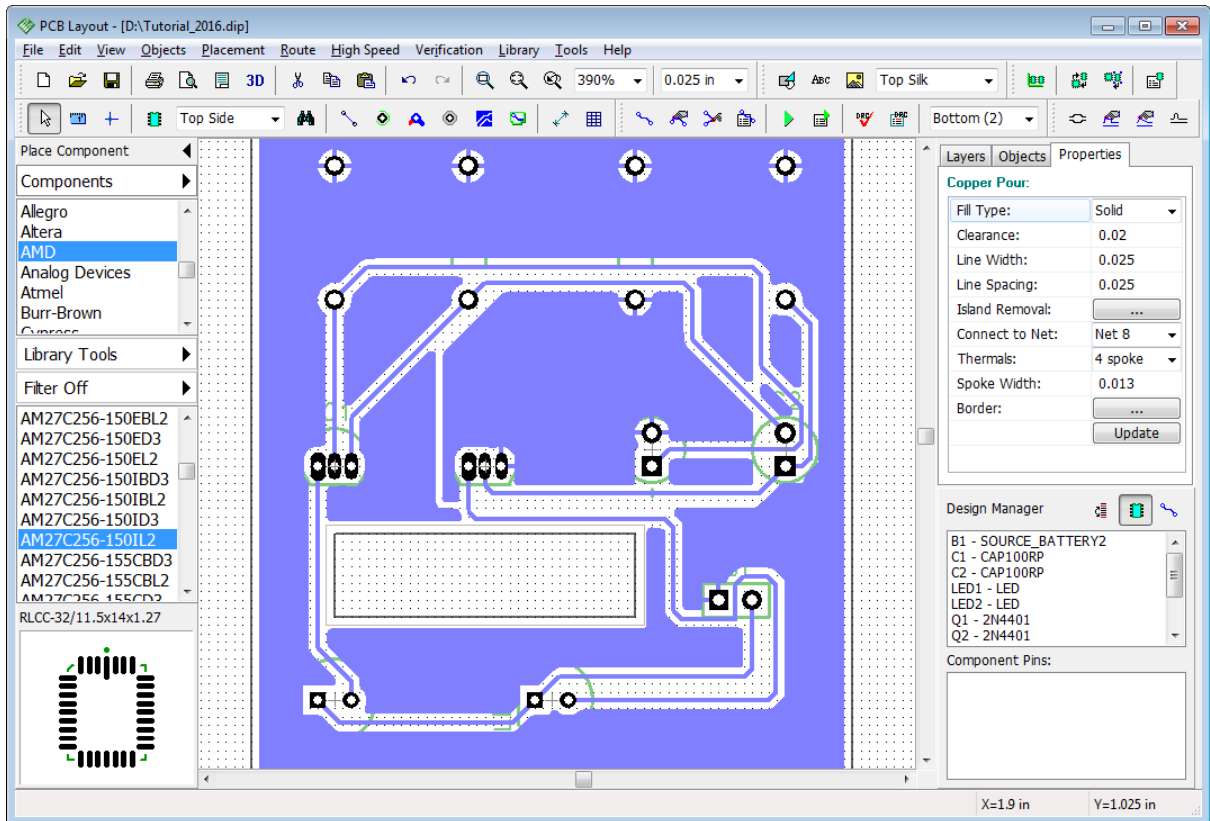 PCB Layout - [D:\Tutorial_2016.dip]
File Edit View Objects Placement Route High Speed Verification Library Tools Help
3D 390% 0.025 in ABC Top Silk
Top Side DRC DRC Bottom (2)
Place Component
Components
Allegro
Altera
AMD
Analog Devices
Atmel
Burr-Brown
Cypress
Library Tools
Filter Off
AM27C256-150EBL2
AM27C256-150ED3
AM27C256-150EL2
AM27C256-150IBD3
AM27C256-150IBL2
AM27C256-150ID3
AM27C256-150IL2
AM27C256-155CBD3
AM27C256-155CBL2
AM27C256-155CD3
RLCC-32/11.5x14x1.27
Layers Objects Properties
Copper Pour:
Fill Type: Solid
Clearance: 0.02
Line Width: 0.025
Line Spacing: 0.025
Island Removal: ...
Connect to Net: Net 8
Thermals: 4 spoke
Spoke Width: 0.013
Border: ...
Update
Design Manager
B1 - SOURCE_BATTERY2
C1 - CAP100RP
C2 - CAP100RP
LED1 - LED
LED2 - LED
Q1 - 2N4401
Q2 - 2N4401
Component Pins:
X=1.9 in Y=1.025 in